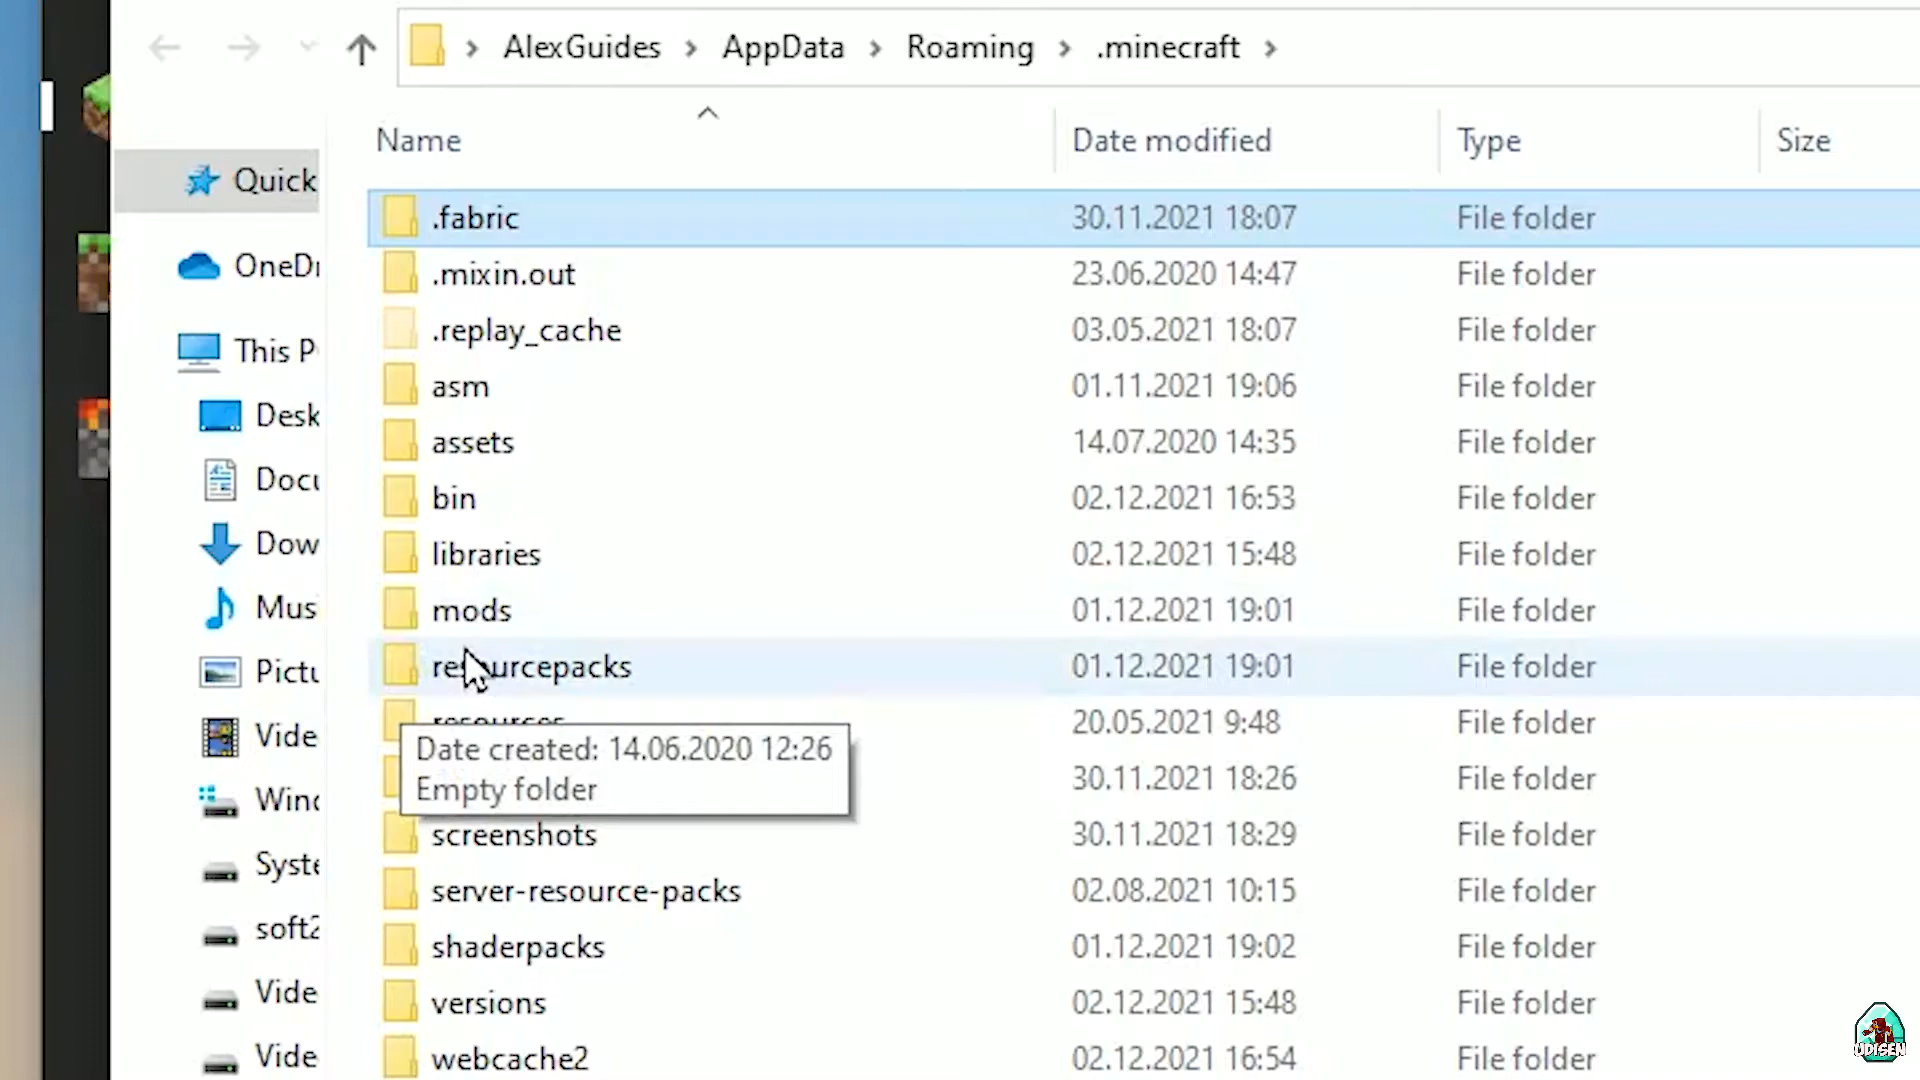 AlexGuides > AppData > Roaming > .minecraft >
Name Date modified Type Size
Quick
OneDr
This P
Desk
Docu
Dow
Mus
Pictu
Vide
Wind
Syste
soft2
Vide
Vide
.fabric 30.11.2021 18:07 File folder
.mixin.out 23.06.2020 14:47 File folder
.replay_cache 03.05.2021 18:07 File folder
asm 01.11.2021 19:06 File folder
assets 14.07.2020 14:35 File folder
bin 02.12.2021 16:53 File folder
libraries 02.12.2021 15:48 File folder
mods 01.12.2021 19:01 File folder
resourcepacks 01.12.2021 19:01 File folder
resources 20.05.2021 9:48 File folder
Date created: 14.06.2020 12:26
Empty folder
30.11.2021 18:26 File folder
screenshots 30.11.2021 18:29 File folder
server-resource-packs 02.08.2021 10:15 File folder
shaderpacks 01.12.2021 19:02 File folder
versions 02.12.2021 15:48 File folder
webcache2 02.12.2021 16:54 File folder
UDISEN